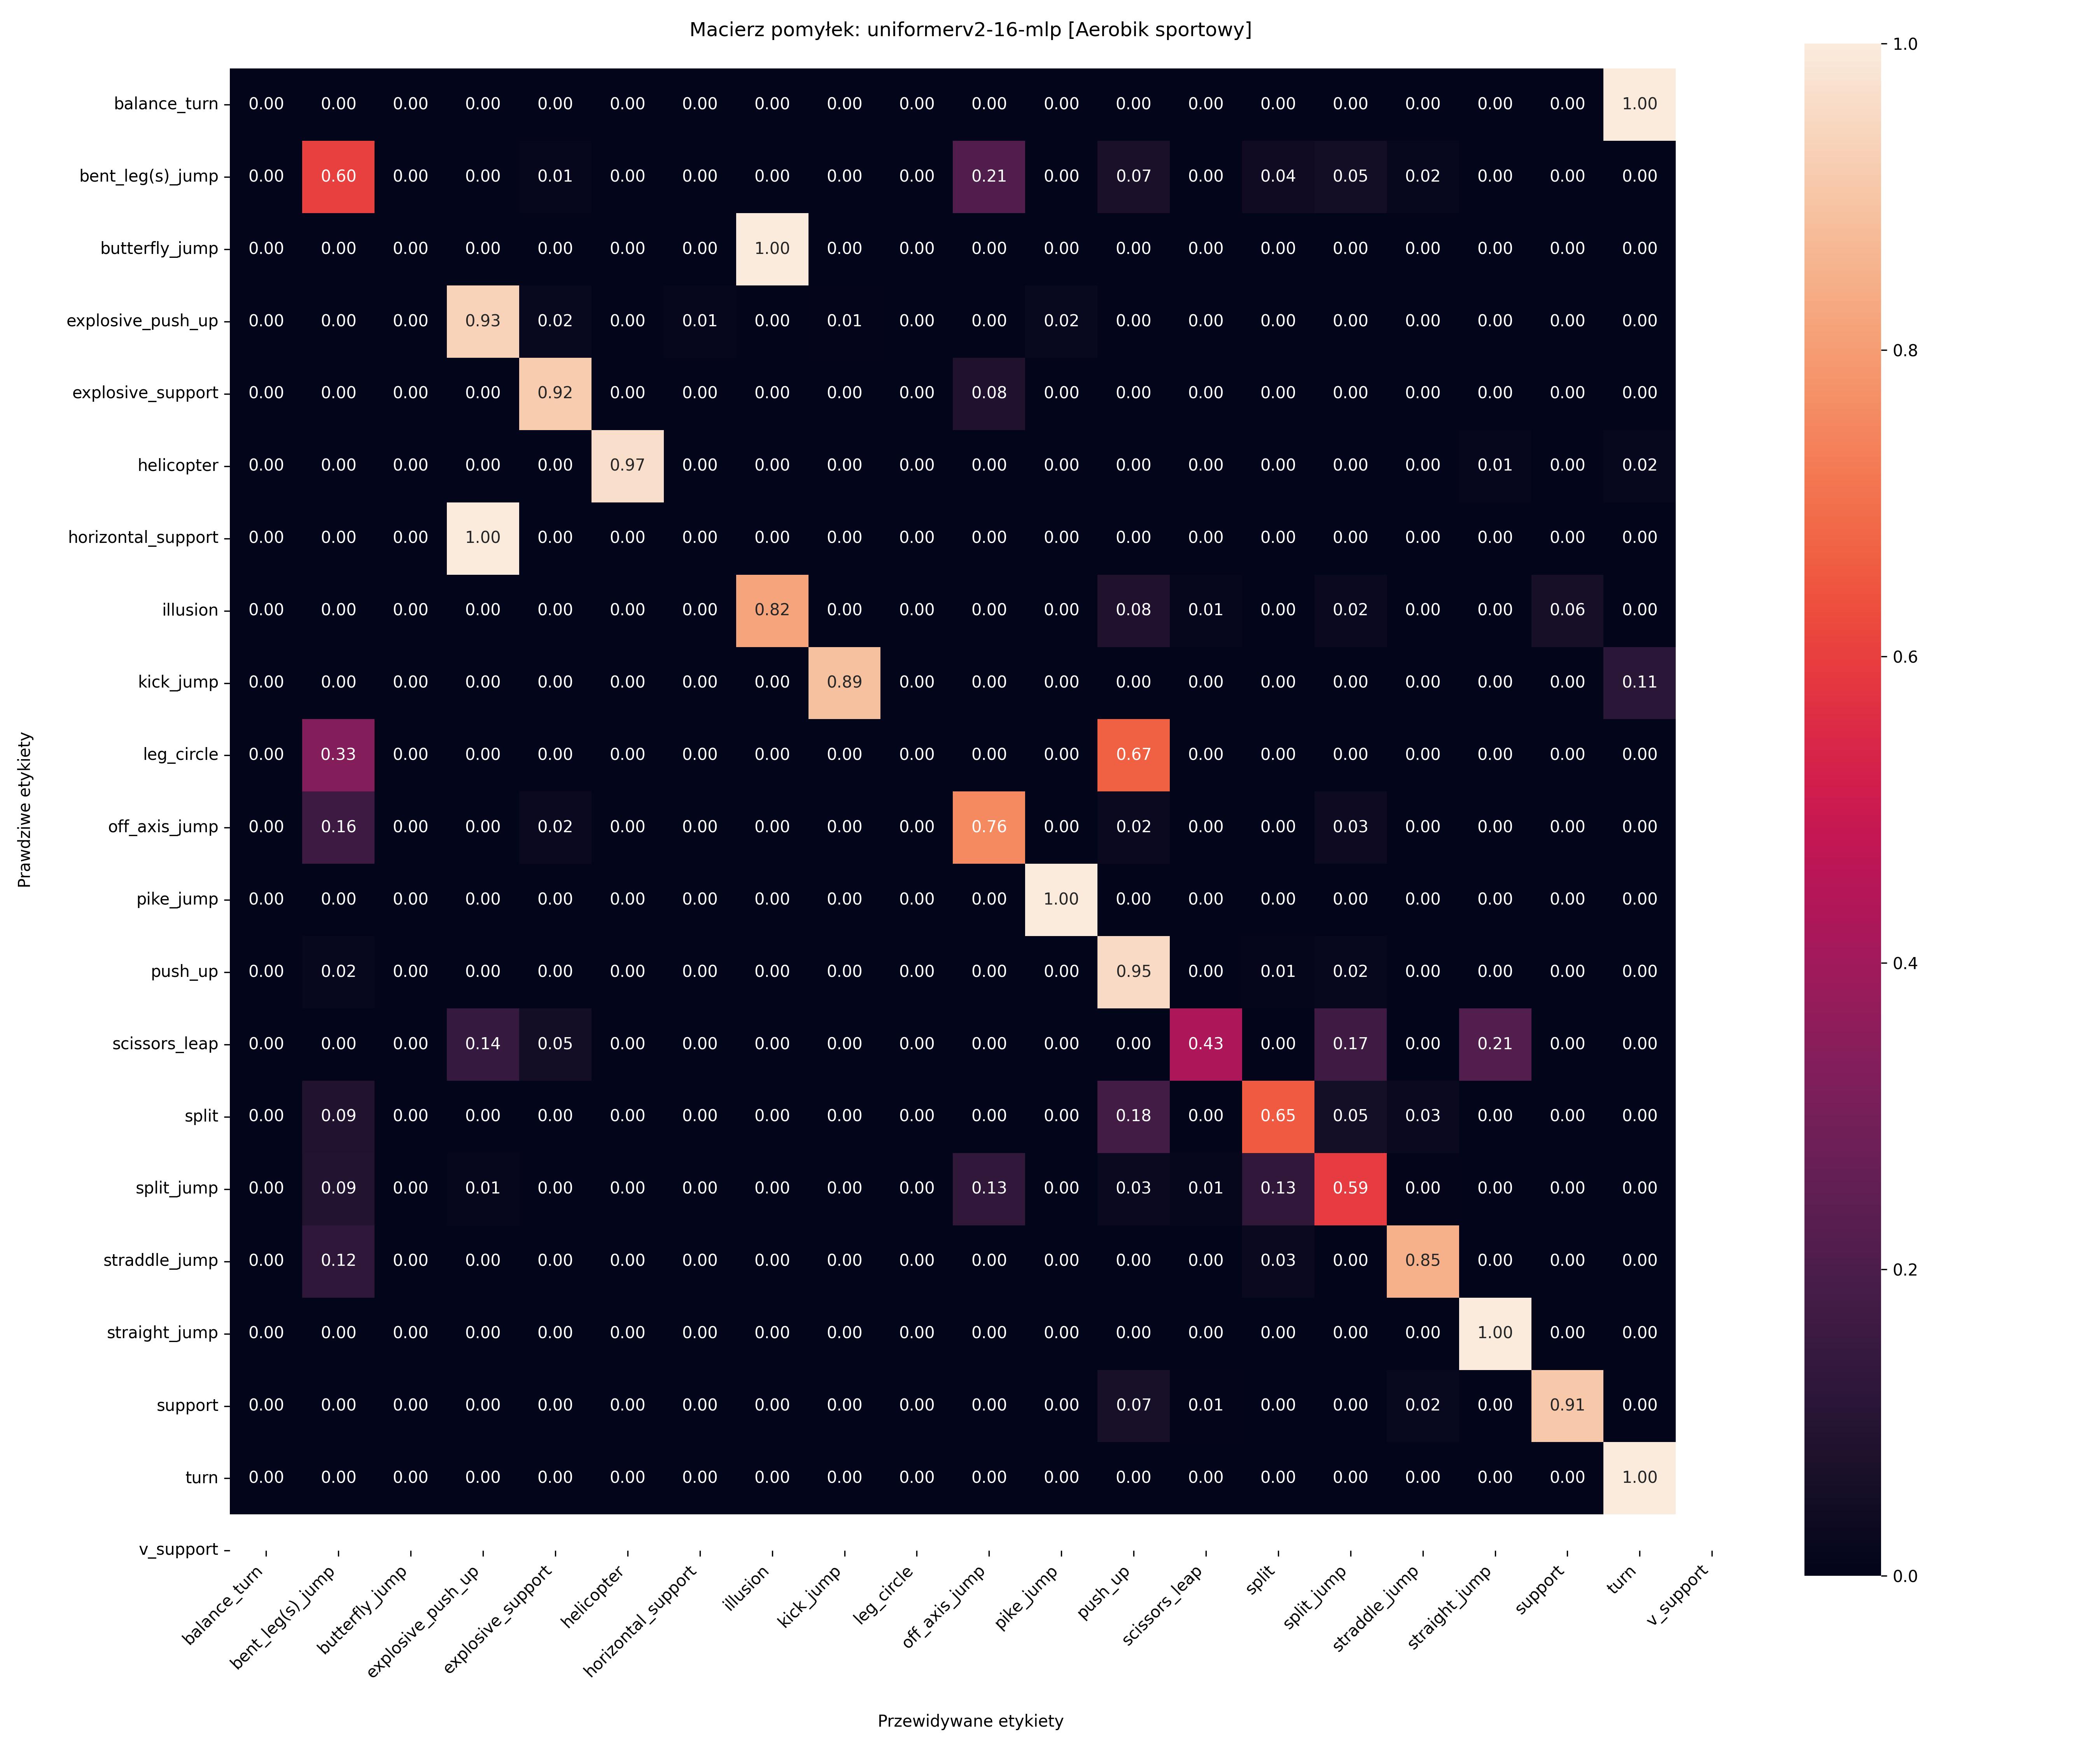 Macierz pomyłek: uniformerv2-16-mlp [Aerobik sportowy]
1.0
balance_turn 0.00 0.00 0.00 0.00 0.00 0.00 0.00 0.00 0.00 0.00 0.00 0.00 0.00 0.00 0.00 0.00 0.00 0.00 0.00 1.00
bent_leg(s)_jump 0.00 0.60 0.00 0.00 0.01 0.00 0.00 0.00 0.00 0.00 0.21 0.00 0.07 0.00 0.04 0.05 0.02 0.00 0.00 0.00
butterfly_jump 0.00 0.00 0.00 0.00 0.00 0.00 0.00 1.00 0.00 0.00 0.00 0.00 0.00 0.00 0.00 0.00 0.00 0.00 0.00 0.00
explosive_push_up 0.00 0.00 0.00 0.93 0.02 0.00 0.01 0.00 0.01 0.00 0.00 0.02 0.00 0.00 0.00 0.00 0.00 0.00 0.00 0.00
0.8
explosive_support 0.00 0.00 0.00 0.00 0.92 0.00 0.00 0.00 0.00 0.00 0.08 0.00 0.00 0.00 0.00 0.00 0.00 0.00 0.00 0.00
helicopter 0.00 0.00 0.00 0.00 0.00 0.97 0.00 0.00 0.00 0.00 0.00 0.00 0.00 0.00 0.00 0.00 0.00 0.01 0.00 0.02
horizontal_support 0.00 0.00 0.00 1.00 0.00 0.00 0.00 0.00 0.00 0.00 0.00 0.00 0.00 0.00 0.00 0.00 0.00 0.00 0.00 0.00
illusion 0.00 0.00 0.00 0.00 0.00 0.00 0.00 0.82 0.00 0.00 0.00 0.00 0.08 0.01 0.00 0.02 0.00 0.00 0.06 0.00
0.6
kick_jump 0.00 0.00 0.00 0.00 0.00 0.00 0.00 0.00 0.89 0.00 0.00 0.00 0.00 0.00 0.00 0.00 0.00 0.00 0.00 0.11
leg_circle 0.00 0.33 0.00 0.00 0.00 0.00 0.00 0.00 0.00 0.00 0.00 0.00 0.67 0.00 0.00 0.00 0.00 0.00 0.00 0.00
Prawdziwe etykiety
off_axis_jump 0.00 0.16 0.00 0.00 0.02 0.00 0.00 0.00 0.00 0.00 0.76 0.00 0.02 0.00 0.00 0.03 0.00 0.00 0.00 0.00
pike_jump 0.00 0.00 0.00 0.00 0.00 0.00 0.00 0.00 0.00 0.00 0.00 1.00 0.00 0.00 0.00 0.00 0.00 0.00 0.00 0.00
0.4
push_up 0.00 0.02 0.00 0.00 0.00 0.00 0.00 0.00 0.00 0.00 0.00 0.00 0.95 0.00 0.01 0.02 0.00 0.00 0.00 0.00
scissors_leap 0.00 0.00 0.00 0.14 0.05 0.00 0.00 0.00 0.00 0.00 0.00 0.00 0.00 0.43 0.00 0.17 0.00 0.21 0.00 0.00
split 0.00 0.09 0.00 0.00 0.00 0.00 0.00 0.00 0.00 0.00 0.00 0.00 0.18 0.00 0.65 0.05 0.03 0.00 0.00 0.00
split_jump 0.00 0.09 0.00 0.01 0.00 0.00 0.00 0.00 0.00 0.00 0.13 0.00 0.03 0.01 0.13 0.59 0.00 0.00 0.00 0.00
straddle_jump 0.00 0.12 0.00 0.00 0.00 0.00 0.00 0.00 0.00 0.00 0.00 0.00 0.00 0.00 0.03 0.00 0.85 0.00 0.00 0.00
0.2
straight_jump 0.00 0.00 0.00 0.00 0.00 0.00 0.00 0.00 0.00 0.00 0.00 0.00 0.00 0.00 0.00 0.00 0.00 1.00 0.00 0.00
support 0.00 0.00 0.00 0.00 0.00 0.00 0.00 0.00 0.00 0.00 0.00 0.00 0.07 0.01 0.00 0.00 0.02 0.00 0.91 0.00
turn 0.00 0.00 0.00 0.00 0.00 0.00 0.00 0.00 0.00 0.00 0.00 0.00 0.00 0.00 0.00 0.00 0.00 0.00 0.00 1.00
v_support
0.0
balance_turn
bent_leg(s)_jump
butterfly_jump
explosive_push_up
explosive_support
helicopter
horizontal_support
illusion
kick_jump
leg_circle
off_axis_jump
pike_jump
push_up
scissors_leap
split
split_jump
straddle_jump
straight_jump
support
turn
v_support
Przewidywane etykiety